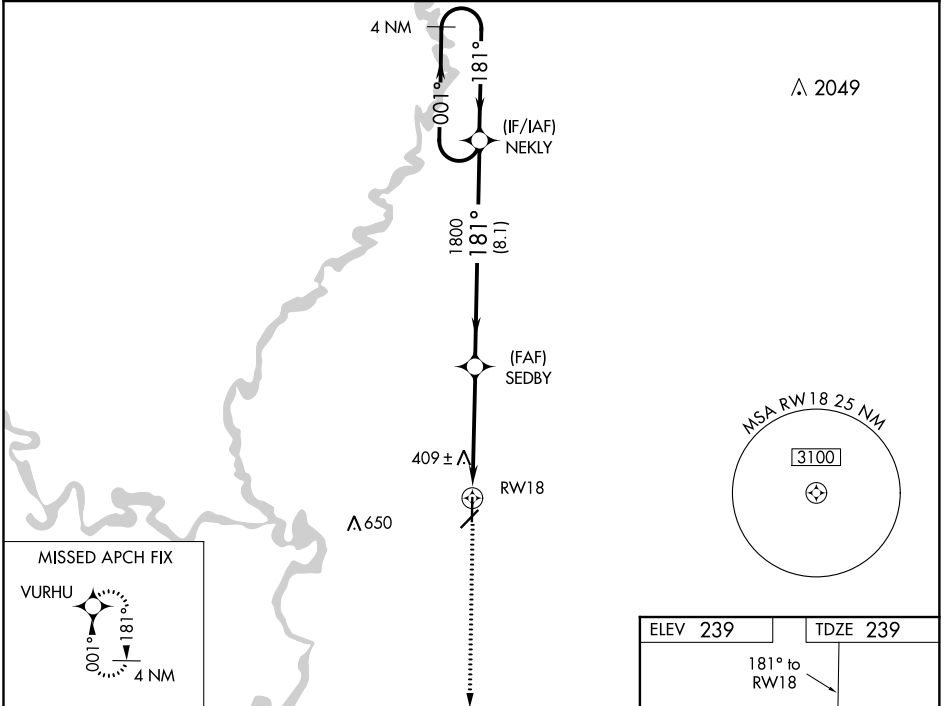 4 NM
001°
181°
2049
(IF/IAF)
NEKLY
1800
181°
(8.1)
(FAF)
SEDBY
MSA RW18 25 NM
3100
409 ±
RW18
650
MISSED APCH FIX
VURHU
001°
181°
4 NM
ELEV 239
TDZE 239
181° to
RW18